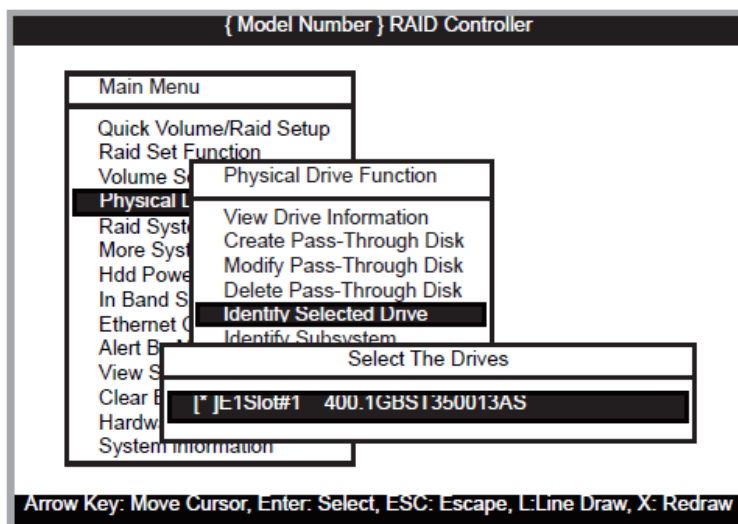 { Model Number } RAID Controller
Main Menu
Quick Volume/Raid Setup
Raid Set Function
Volume S
Physical
Raid Syst
More Syst
Hdd Powe
In Band S
Ethernet
Alert B
View S
Clear
Hardw
System Information
Physical Drive Function
View Drive Information
Create Pass-Through Disk
Modify Pass-Through Disk
Delete Pass-Through Disk
Identify Selected Drive
Identify Subsystem
Select The Drives
[* ]E1Slot#1 400.1GBST350013AS
Arrow Key: Move Cursor, Enter: Select, ESC: Escape, L:Line Draw, X: Redraw